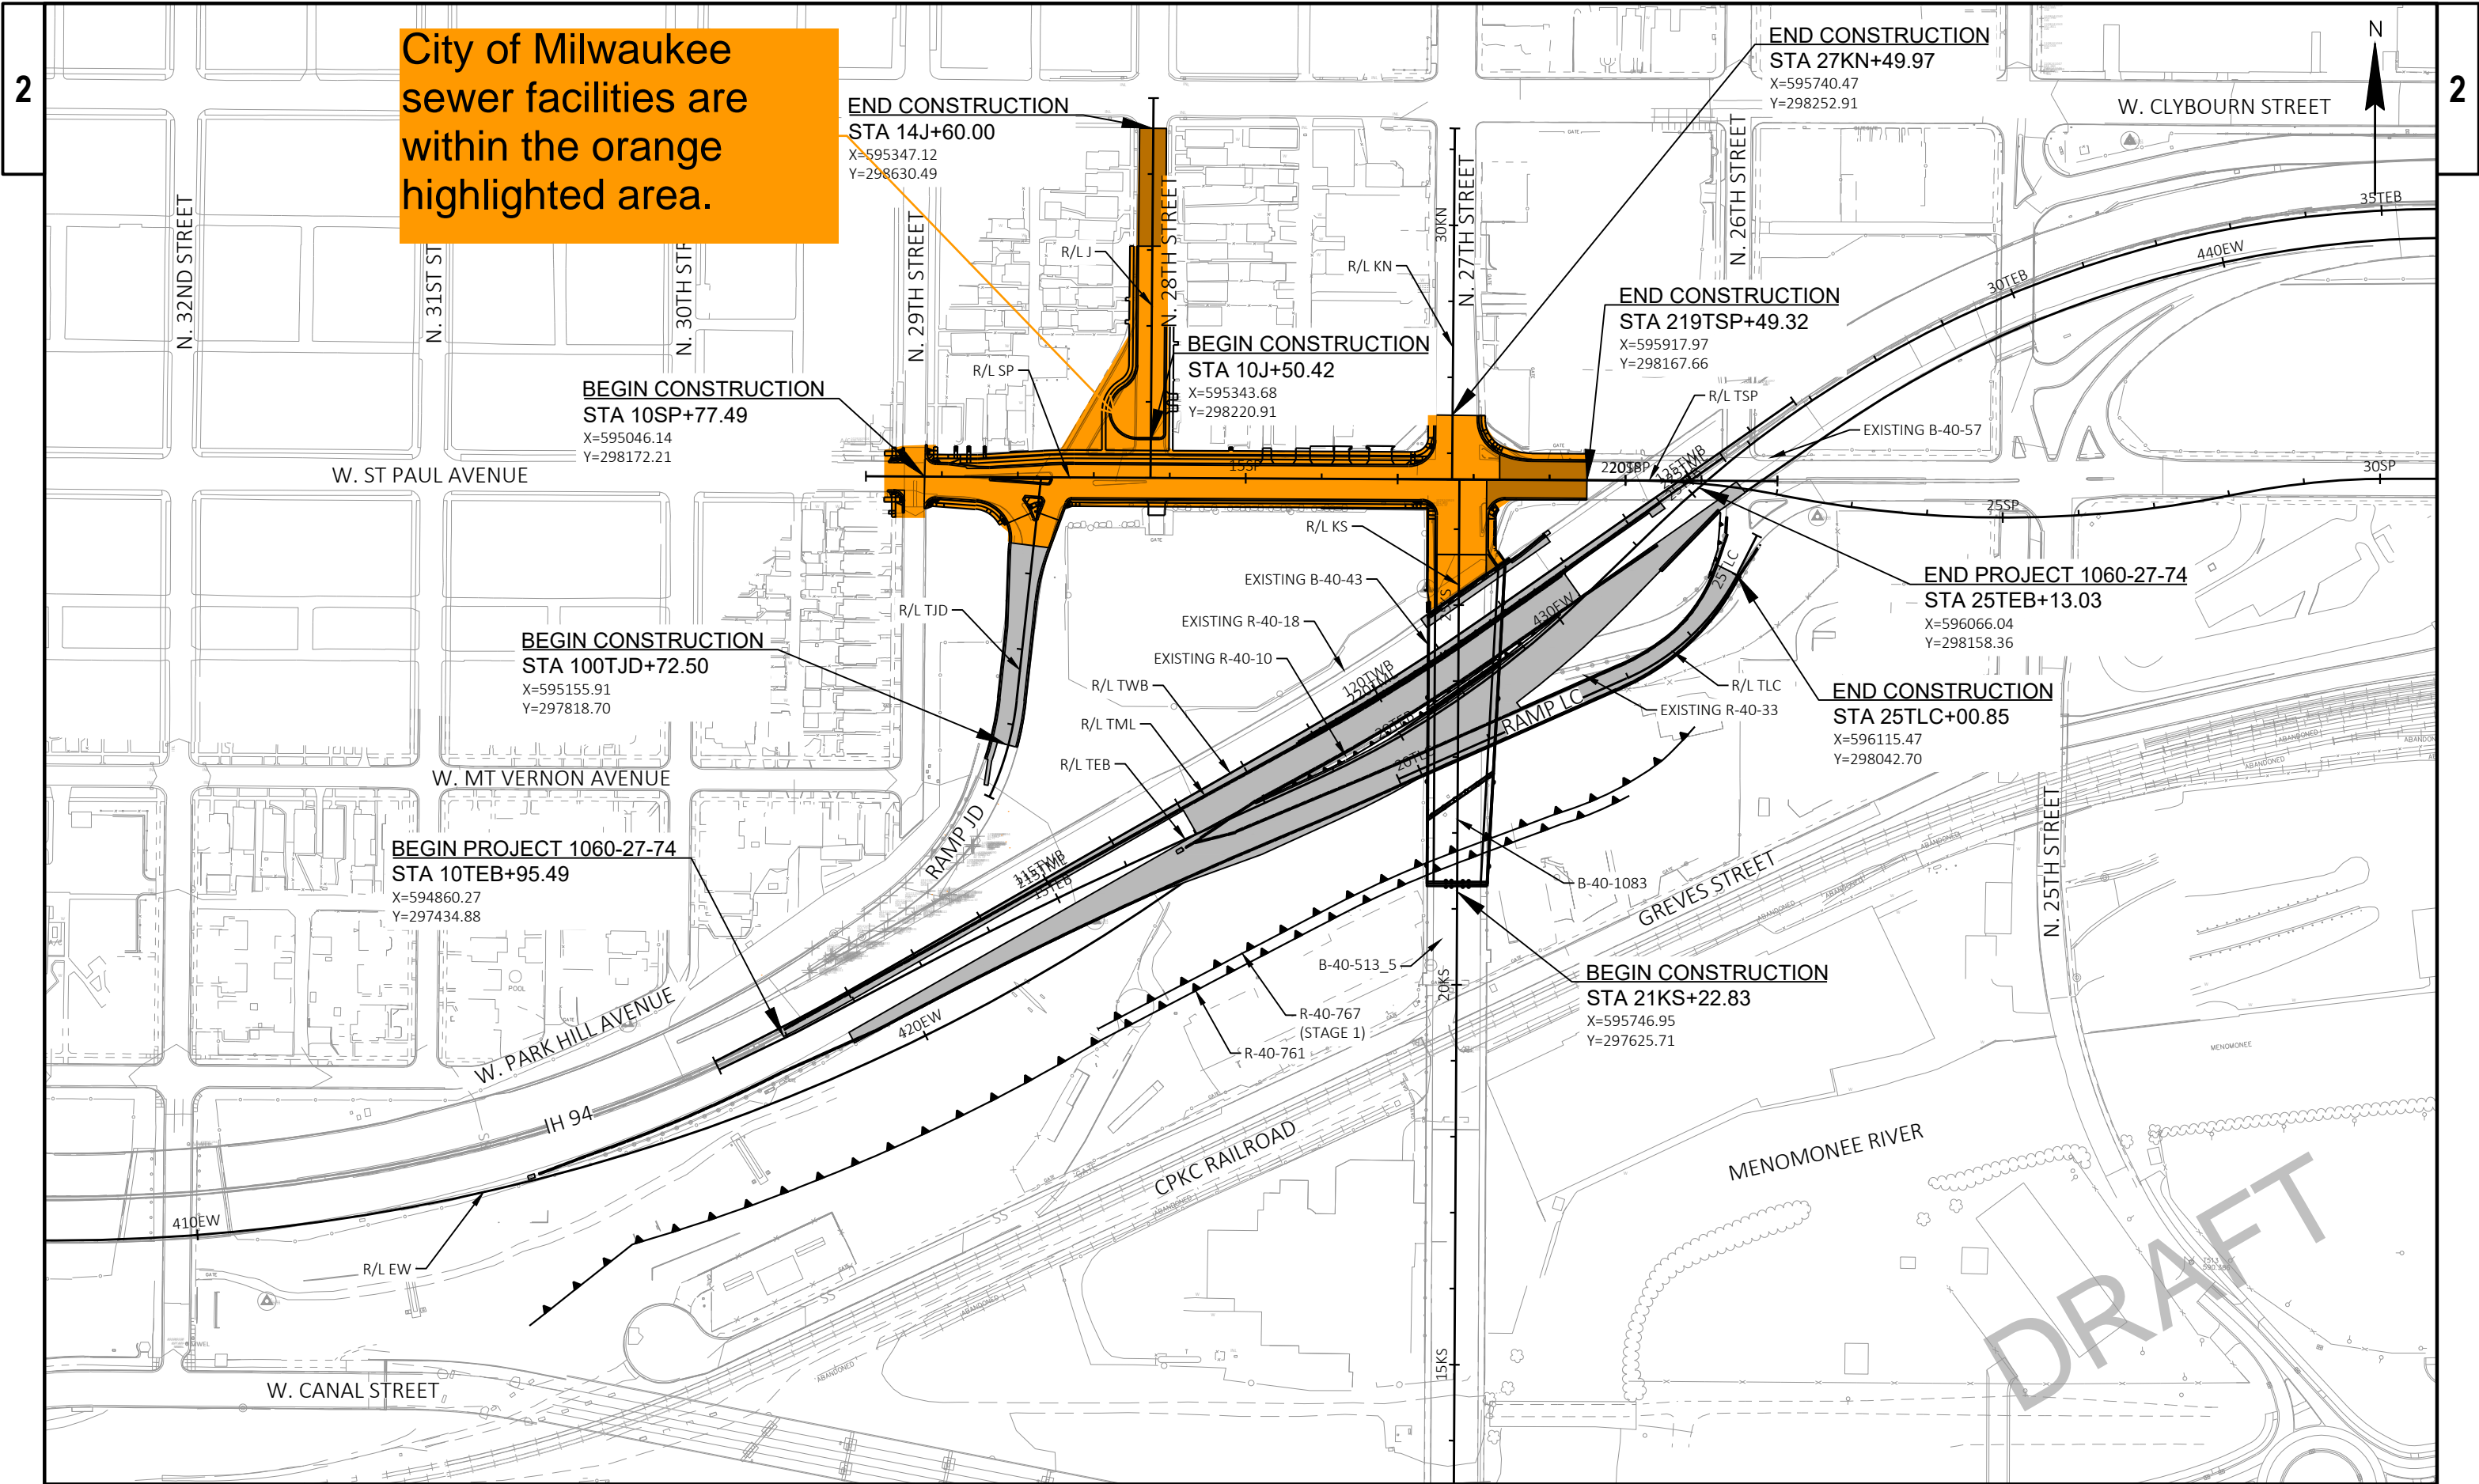 2
City of Milwaukee
sewer facilities are
within the orange
highlighted area.
END CONSTRUCTION
STA 14J+60.00
X=595347.12
Y=298630.49
END CONSTRUCTION
STA 27KN+49.97
X=595740.47
Y=298252.91
N
2
W. CLYBOURN STREET
N. 32ND STREET
N. 31ST ST
N. 30TH STR
N. 29TH STREET
N. 28TH STREET
30KN
N. 27TH STREET
N. 26TH STREET
35TEB
440EW
30TEB
R/L J
R/L KN
END CONSTRUCTION
STA 219TSP+49.32
X=595917.97
Y=298167.66
BEGIN CONSTRUCTION
STA 10J+50.42
X=595343.68
Y=298220.91
R/L SP
BEGIN CONSTRUCTION
STA 10SP+77.49
X=595046.14
Y=298172.21
R/L TSP
EXISTING B-40-57
W. ST PAUL AVENUE
15SP
30SP
25SP
R/L KS
EXISTING B-40-43
EXISTING R-40-18
EXISTING R-40-10
430EW
25TLC
END PROJECT 1060-27-74
STA 25TEB+13.03
X=596066.04
Y=298158.36
R/L TJD
BEGIN CONSTRUCTION
STA 100TJD+72.50
X=595155.91
Y=297818.70
R/L TWB
R/L TML
R/L TEB
120TWB
RAMP LC
R/L TLC
EXISTING R-40-33
END CONSTRUCTION
STA 25TLC+00.85
X=596115.47
Y=298042.70
W. MT VERNON AVENUE
RAMP JD
BEGIN PROJECT 1060-27-74
STA 10TEB+95.49
X=594860.27
Y=297434.88
15TEB
B-40-1083
GREVES STREET
N. 25TH STREET
ABANDONED
ABANDONED
ABANDONED
POOL
B-40-513_5
20KS
BEGIN CONSTRUCTION
STA 21KS+22.83
X=595746.95
Y=297625.71
R-40-767
(STAGE 1)
R-40-761
W. PARK HILL AVENUE
420EW
IH 94
MENOMONEE
MENOMONEE RIVER
CPKC RAILROAD
410EW
R/L EW
GATE
15KS
W. CANAL STREET
ABANDONED
DRAFT